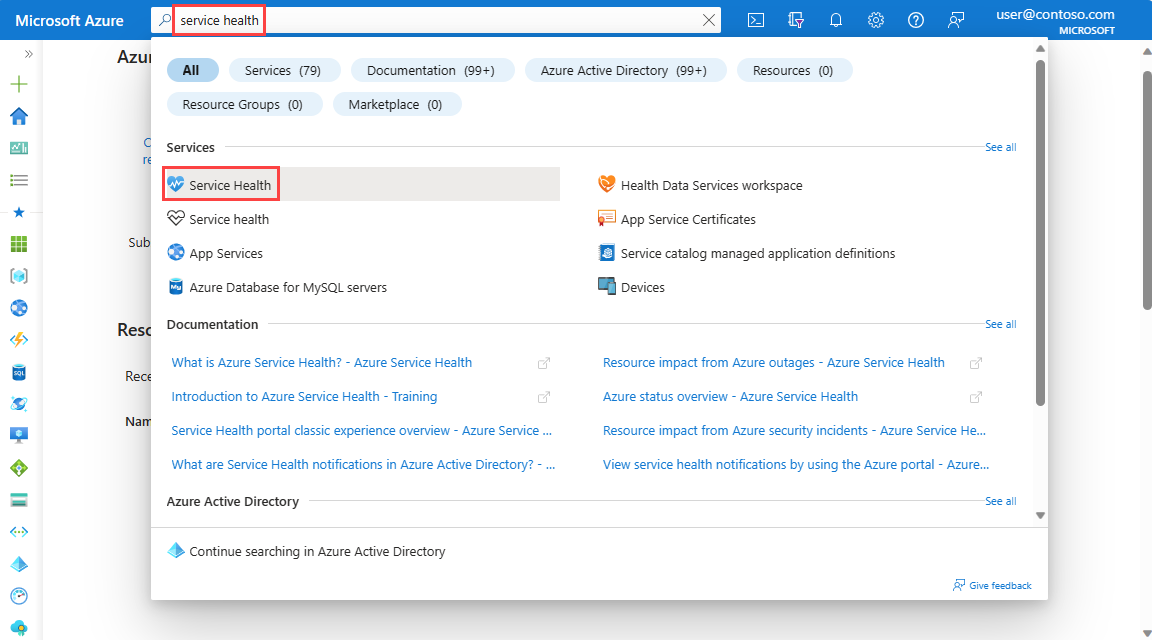 Microsoft Azure
service health
user@contoso.com
MICROSOFT
Azur
All
Services (79)
Documentation (99+)
Azure Active Directory (99+)
Resources (0)
Resource Groups (0)
Marketplace (0)
Services
See all
Service Health
Health Data Services workspace
Service health
App Service Certificates
App Services
Service catalog managed application definitions
Azure Database for MySQL servers
Devices
Sub
Documentation
See all
Reso
What is Azure Service Health? - Azure Service Health
Resource impact from Azure outages - Azure Service Health
Rece
Introduction to Azure Service Health - Training
Azure status overview - Azure Service Health
Nam
Service Health portal classic experience overview - Azure Service ...
Resource impact from Azure security incidents - Azure Service He...
What are Service Health notifications in Azure Active Directory? - ...
View service health notifications by using the Azure portal - Azure...
Azure Active Directory
See all
Continue searching in Azure Active Directory
Give feedback